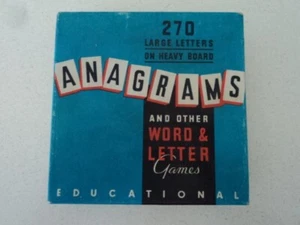 270
LARGE LETTERS
ON HEAVY BOARD
ANAGRAMS
AND OTHER
WORD &
LETTER
Games
EDUCATIONAL